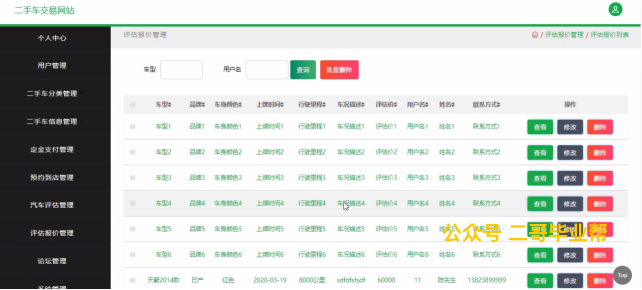 二手车交易网站
个人中心
用户管理
二手车分类管理
二手车信息管理
定金支付管理
预约到店管理
汽车评估管理
评估报价管理
论坛管理
系统管理
评估报价管理
/ 评估报价管理 / 评估报价列表
车型 用户名 查询 批量删除
车型 品牌 车身颜色 上牌时间 行驶里程 车况描述 评估价 用户名 姓名 联系方式 操作
车型1 品牌1 车身颜色1 上牌时间1 行驶里程1 车况描述1 评估价1 用户名1 姓名1 联系方式1 查看 修改 删除
车型2 品牌2 车身颜色2 上牌时间2 行驶里程2 车况描述2 评估价2 用户名2 姓名2 联系方式2 查看 修改 删除
车型3 品牌3 车身颜色3 上牌时间3 行驶里程3 车况描述3 评估价3 用户名3 姓名3 联系方式3 查看 修改 删除
车型4 品牌4 车身颜色4 上牌时间4 行驶里程4 车况描述4 评估价4 用户名4 姓名4 联系方式4 查看 修改 删除
车型5 品牌5 车身颜色5 上牌时间5 行驶里程5 车况描述5 评估价5 用户名5 姓名5 联系方式5 查看 修改 删除
公众号 二哥毕业帮
车型6 品牌6 车身颜色6 上牌时间6 行驶里程6 车况描述6 评估价6 用户名6 姓名6 联系方式6 查看 修改 删除
天籁2014款 日产 红色 2020-03-19 8000公里 sdfdfsfsdf 60000 11 陈先生 13823899999 查看 修改 删除
Top